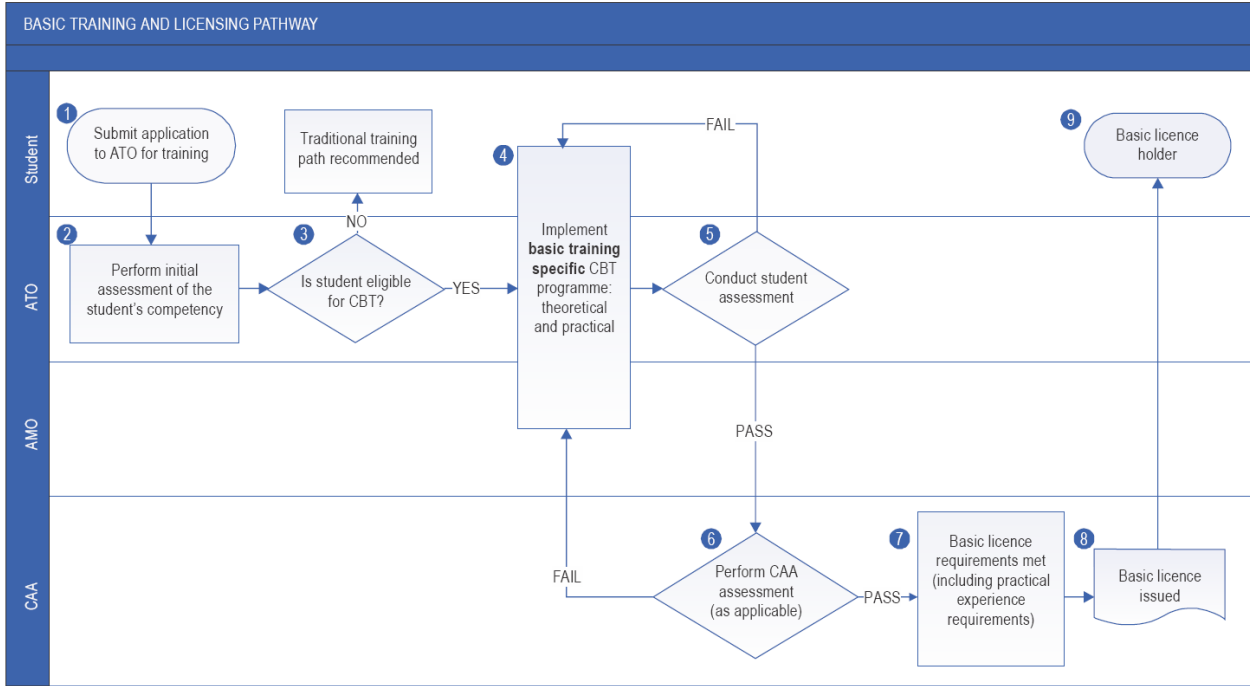 BASIC TRAINING AND LICENSING PATHWAY
Student
1
Submit application
to ATO for training
Traditional training
path recommended
NO
4
FAIL
9
Basic licence
holder
ATO
2
Perform initial
assessment of the
student's competency
3
Is student eligible
for CBT?
YES
Implement
basic training
specific CBT
programme:
theoretical
and practical
5
Conduct student
assessment
AMO
PASS
CAA
FAIL
6
Perform CAA
assessment
(as applicable)
PASS
7
Basic licence
requirements met
(including practical
experience
requirements)
8
Basic licence
issued